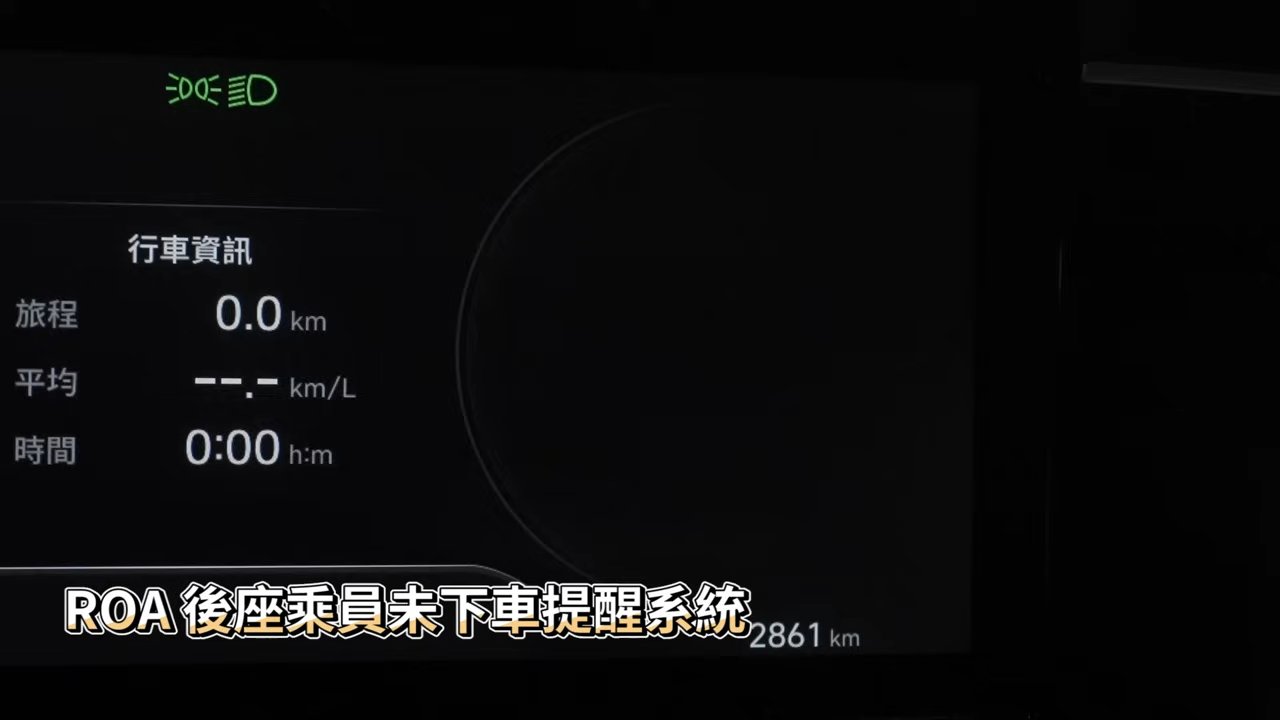 行車資訊
旅程 0.0 km
平均 --.- km/L
時間 0:00 h:m
ROA 後座乘員未下車提醒系統
2861 km